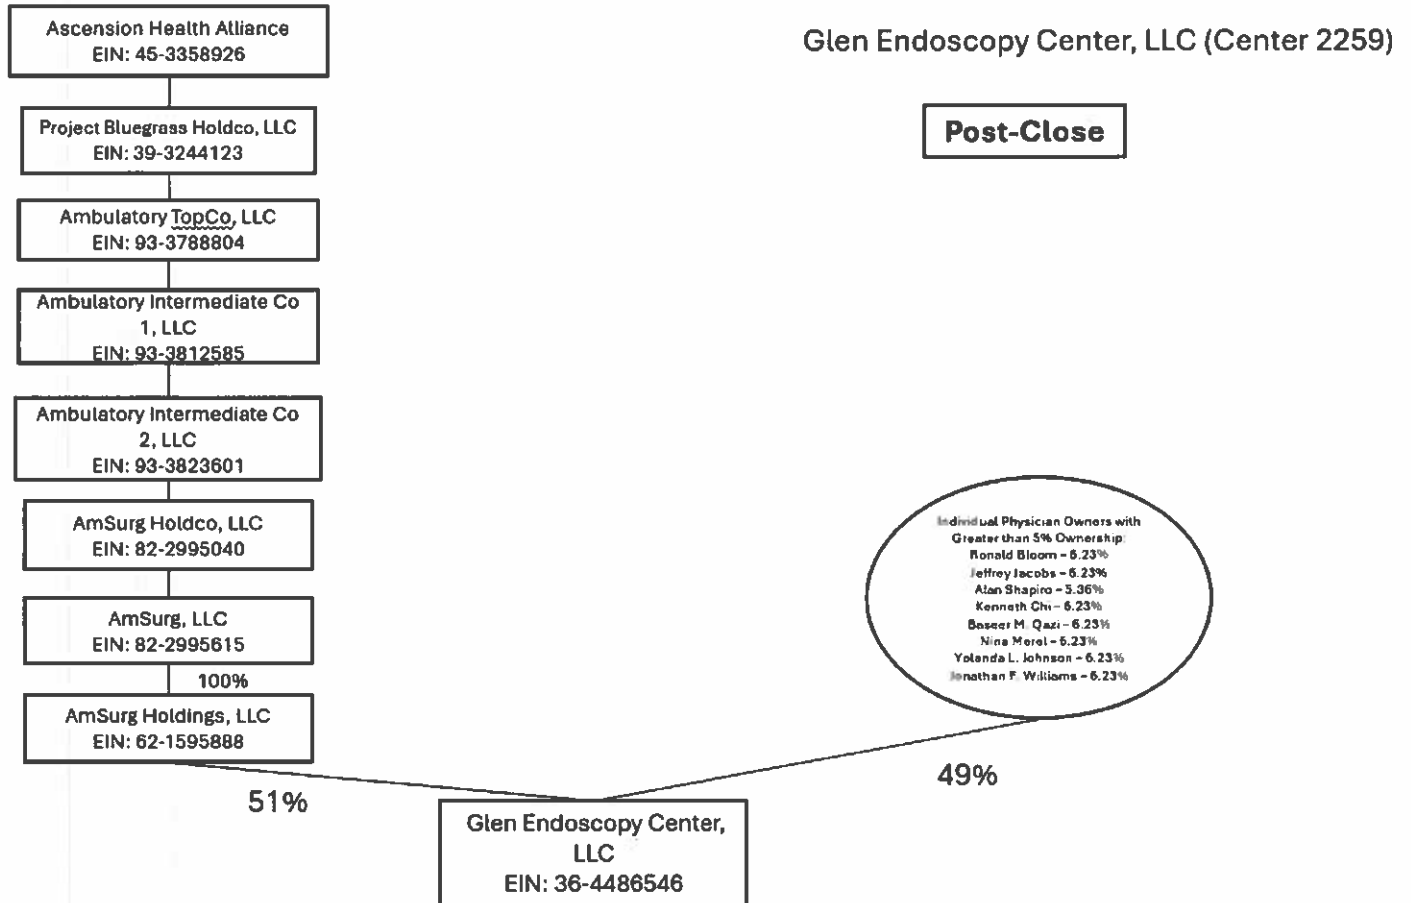 Glen Endoscopy Center, LLC (Center 2259)
Post-Close
Ascension Health Alliance
EIN: 45-3358926
Project Bluegrass Holdco, LLC
EIN: 39-3244123
Ambulatory TopCo, LLC
EIN: 93-3788804
Ambulatory Intermediate Co
1, LLC
EIN: 93-3812585
Ambulatory Intermediate Co
2, LLC
EIN: 93-3823601
AmSurg Holdco, LLC
EIN: 82-2995040
AmSurg, LLC
EIN: 82-2995615
100%
AmSurg Holdings, LLC
EIN: 62-1595888
51%
Individual Physician Owners with
Greater than 5% Ownership:
Ronald Bloom – 6.23%
Jeffrey Jacobs – 6.23%
Alan Shapiro – 5.36%
Kenneth Chi – 6.23%
Baseer M. Qazi – 6.23%
Nina Merel – 6.23%
Yolanda L. Johnson – 6.23%
Jonathan F. Williams – 6.23%
49%
Glen Endoscopy Center,
LLC
EIN: 36-4486546